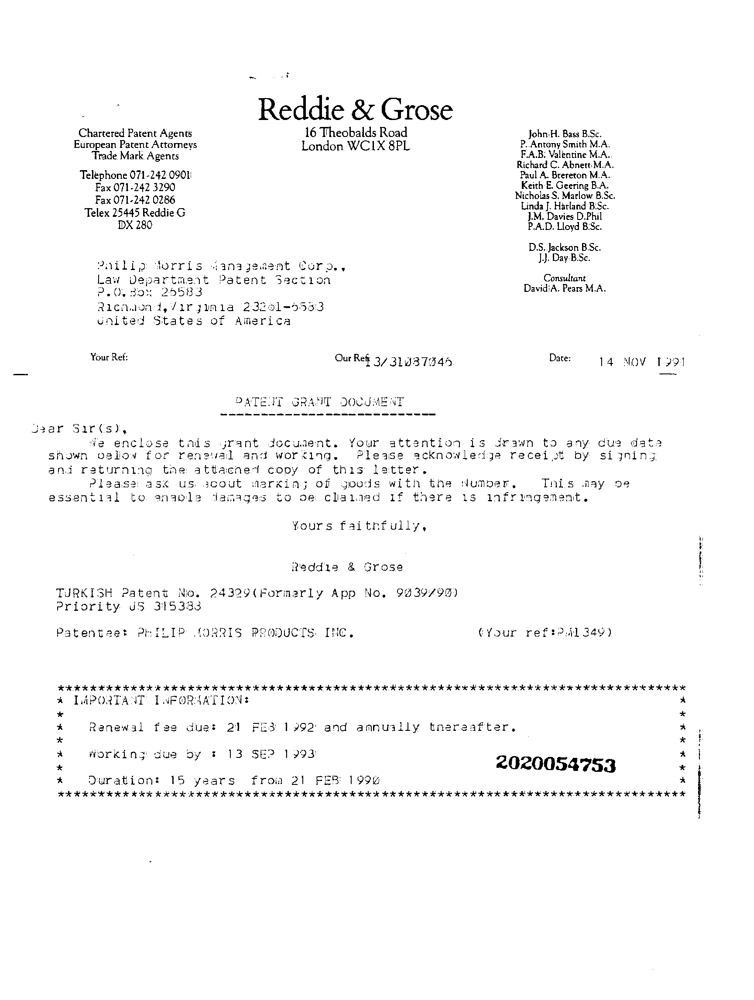 Reddie & Grose
16 Theobalds Road
London WC1X 8PL
Chartered Patent Agents
European Patent Attorneys
Trade Mark Agents
Telephone 071-242 0901
Fax 071-242 3290
Fax 071-242 0286
Telex 25445 Reddie G
DX 280
John H. Bass B.Sc.
P. Antony Smith M.A.
F.A.B. Valentine M.A.
Richard C. Abnett M.A.
Paul A. Brereton M.A.
Keith E. Geering B.A.
Nicholas S. Marlow B.Sc.
Linda J. Harland B.Sc.
J.M. Davies D.Phil
P.A.D. Lloyd B.Sc.
D.S. Jackson B.Sc.
J.J. Day B.Sc.
Consultant
David A. Pears M.A.
Philip Morris Management Corp.,
Law Department Patent Section
P.O.Box 26583
Richmond,Virginia 23261-6583
United States of America
Your Ref:
Our Ref: 13/31087046
Date: 14 NOV 1991
PATENT GRANT DOCUMENT
Dear Sir(s),
We enclose this grant document. Your attention is drawn to any due date
shown below for renewal and working. Please acknowledge receipt by signing
and returning the attached copy of this letter.
Please ask us about marking of goods with the Number. This may be
essential to enable damages to be claimed if there is infringement.
Yours faithfully,
Reddie & Grose
TURKISH Patent No. 24329(Formerly App No. 9039/90)
Priority US 315383
Patentee: PHILIP MORRIS PRODUCTS INC. (Your ref:PM1349)
*******************************************************************************
* IMPORTANT INFORMATION: *
* *
* Renewal fee due: 21 FEB 1992 and annually thereafter. *
* *
* Working due by : 13 SEP 1993 *
* 2020054753 *
* Duration: 15 years from 21 FEB 1990 *
*******************************************************************************